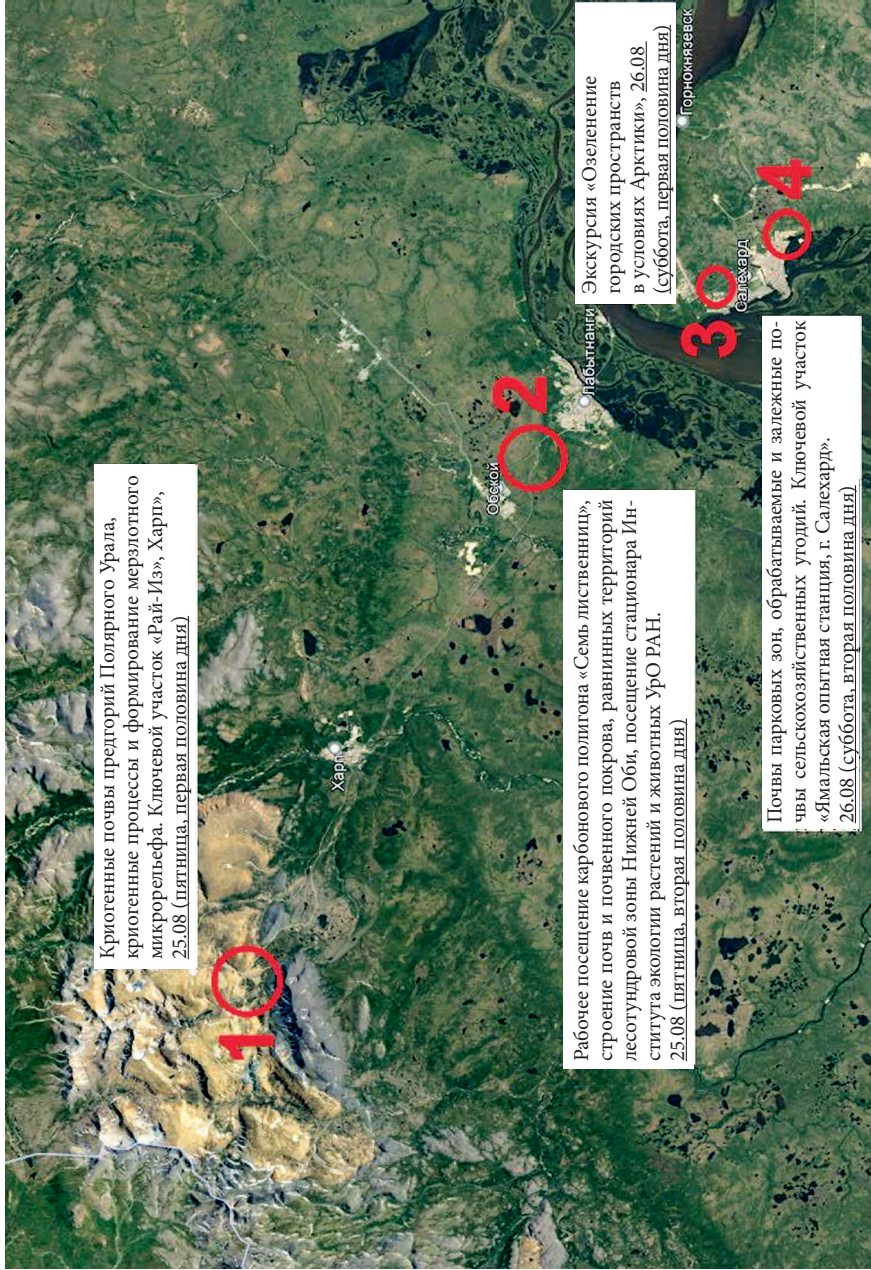 Криогенные почвы предгорий Полярного Урала,
криогенные процессы и формирование мерзлотного
микрорельефа. Ключевой участок «Рай-Из», Харп»,
25.08 (пятница, первая половина дня)
1
Харп
Обской
2
Лабытнанги
Рабочее посещение карбонового полигона «Семь лиственниц»,
строение почв и почвенного покрова, равнинных территорий
лесотундровой зоны Нижней Оби, посещение стационара Ин-
ститута экологии растений и животных УрО РАН.
25.08 (пятница, вторая половина дня)
Экскурсия «Озеленение
городских пространств
в условиях Арктики», 26.08
(суббота, первая половина дня)
Горнокнязевск
3
Салехард
4
Почвы парковых зон, обрабатываемые и залежные по-
чвы сельскохозяйственных угодий. Ключевой участок
«Ямальская опытная станция, г. Салехард».
26.08 (суббота, вторая половина дня)